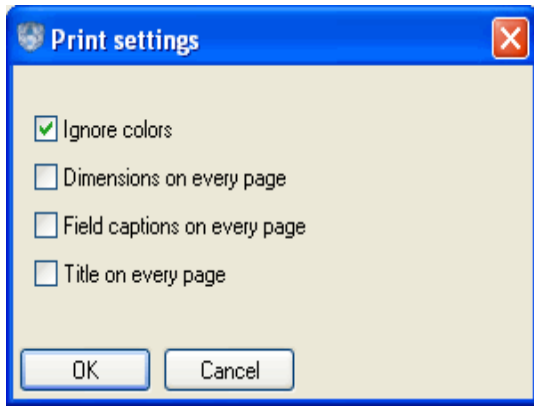 Print settings
Ignore colors
Dimensions on every page
Field captions on every page
Title on every page
OK Cancel